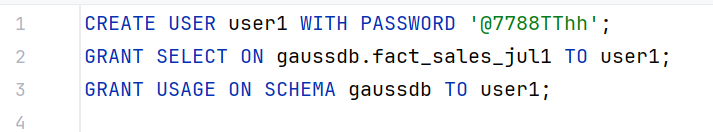 1 CREATE USER user1 WITH PASSWORD '@7788TThh';
2 GRANT SELECT ON gaussdb.fact_sales_jul1 TO user1;
3 GRANT USAGE ON SCHEMA gaussdb TO user1;
4